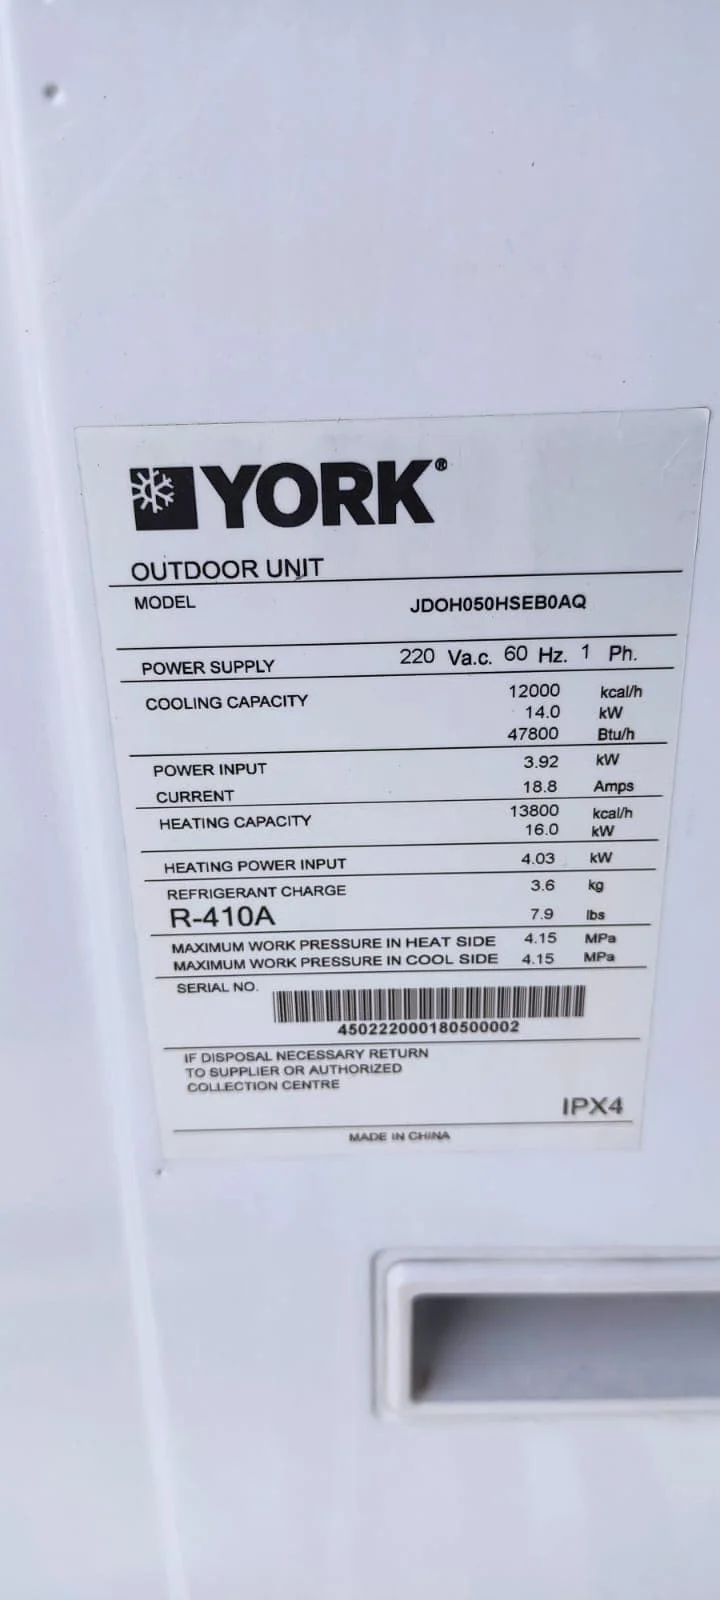 YORK®
OUTDOOR UNIT
MODEL JDOH050HSEB0AQ
POWER SUPPLY 220 Va.c. 60 Hz. 1 Ph.
COOLING CAPACITY 12000 kcal/h
14.0 kW
47800 Btu/h
POWER INPUT 3.92 kW
CURRENT 18.8 Amps
HEATING CAPACITY 13800 kcal/h
16.0 kW
HEATING POWER INPUT 4.03 kW
REFRIGERANT CHARGE 3.6 kg
R-410A 7.9 lbs
MAXIMUM WORK PRESSURE IN HEAT SIDE 4.15 MPa
MAXIMUM WORK PRESSURE IN COOL SIDE 4.15 MPa
SERIAL NO.
450222000180500002
IF DISPOSAL NECESSARY RETURN
TO SUPPLIER OR AUTHORIZED
COLLECTION CENTRE
IPX4
MADE IN CHINA